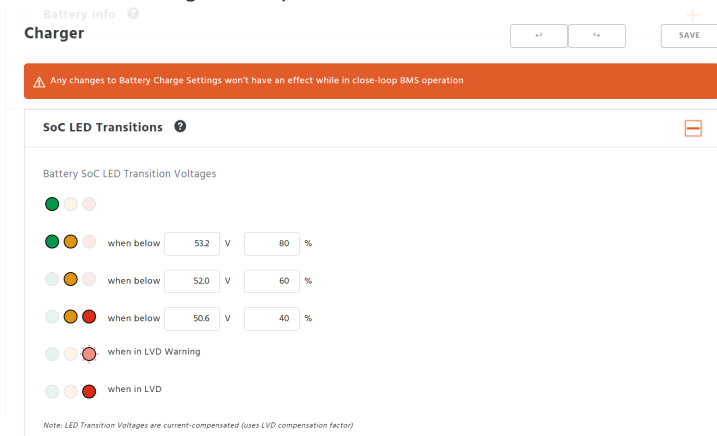 Battery Info ?
Charger
SAVE
Any changes to Battery Charge Settings won't have an effect while in close-loop BMS operation
SoC LED Transitions ?
Battery SoC LED Transition Voltages
when below 53.2 V 80 %
when below 52.0 V 60 %
when below 50.6 V 40 %
when in LVD Warning
when in LVD
Note: LED Transition Voltages are current-compensated (uses LVD compensation factor)